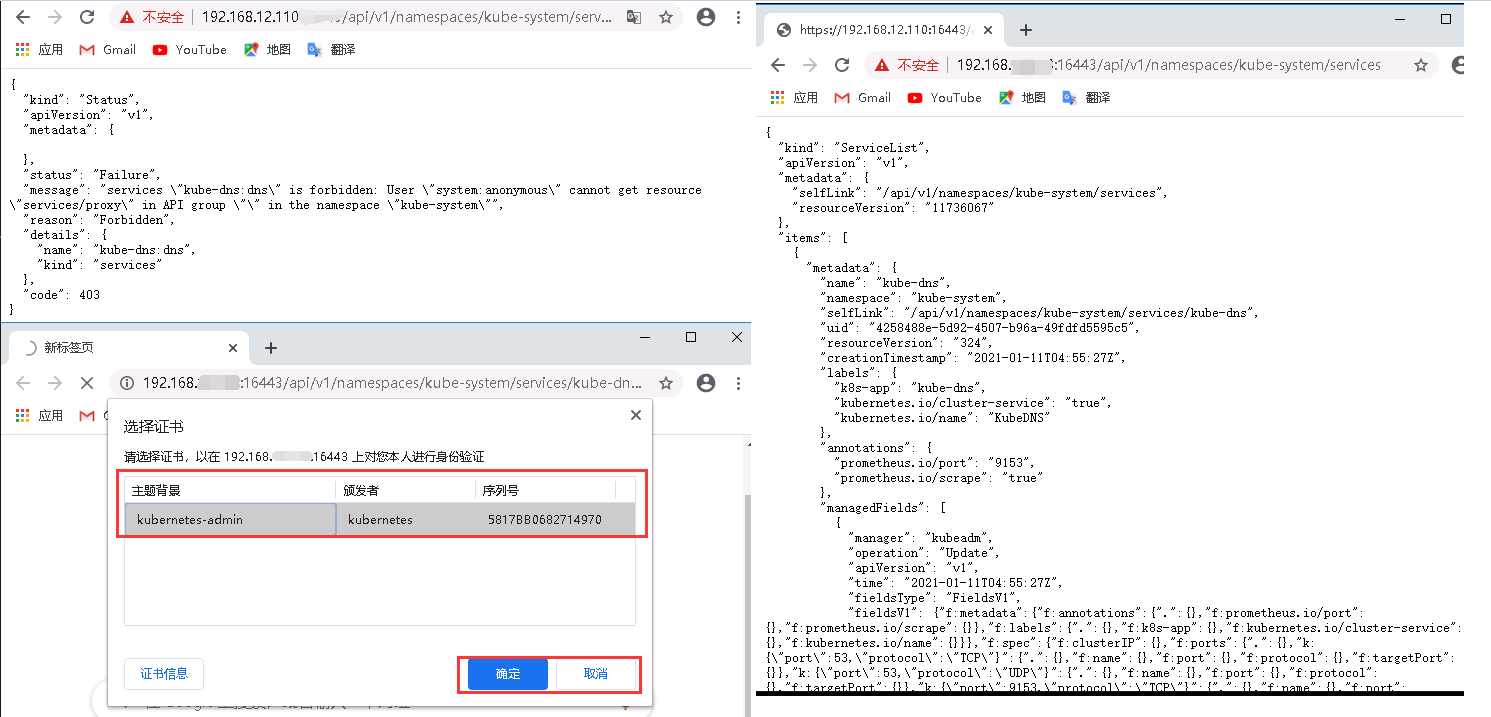 不安全 192.168.12.110 /api/v1/namespaces/kube-system/serv...
应用 Gmail YouTube 地图 翻译
{
"kind": "Status",
"apiVersion": "v1",
"metadata": {
},
"status": "Failure",
"message": "services \"kube-dns:dns\" is forbidden: User \"system:anonymous\" cannot get resource
\"services/proxy\" in API group \"\" in the namespace \"kube-system\"",
"reason": "Forbidden",
"details": {
"name": "kube-dns:dns",
"kind": "services"
},
"code": 403
}
新标签页
192.168. :16443/api/v1/namespaces/kube-system/services/kube-dn...
应用
选择证书
请选择证书，以在 192.168. :16443 上对您本人进行身份验证
主题背景 颁发者 序列号
kubernetes-admin kubernetes 5817BB0682714970
证书信息 确定 取消
https://192.168.12.110:16443/
不安全 192.168. :16443/api/v1/namespaces/kube-system/services
应用 Gmail YouTube 地图 翻译
{
"kind": "ServiceList",
"apiVersion": "v1",
"metadata": {
"selfLink": "/api/v1/namespaces/kube-system/services",
"resourceVersion": "11736067"
},
"items": [
{
"metadata": {
"name": "kube-dns",
"namespace": "kube-system",
"selfLink": "/api/v1/namespaces/kube-system/services/kube-dns",
"uid": "4258488e-5d92-4507-b96a-49fdfd5595c5",
"resourceVersion": "324",
"creationTimestamp": "2021-01-11T04:55:27Z",
"labels": {
"k8s-app": "kube-dns",
"kubernetes.io/cluster-service": "true",
"kubernetes.io/name": "KubeDNS"
},
"annotations": {
"prometheus.io/port": "9153",
"prometheus.io/scrape": "true"
},
"managedFields": [
{
"manager": "kubeadm",
"operation": "Update",
"apiVersion": "v1",
"time": "2021-01-11T04:55:27Z",
"fieldsType": "FieldsV1",
"fieldsV1": {"f:metadata":{"f:annotations":{".":{},"f:prometheus.io/port":
{},"f:prometheus.io/scrape":{}},"f:labels":{".":{},"f:k8s-app":{},"f:kubernetes.io/cluster-service":
{},"f:kubernetes.io/name":{}}},"f:spec":{"f:clusterIP":{},"f:ports":{".":{},"k:
{\"port\":53,\"protocol\":\"TCP\"}":{".":{},"f:name":{},"f:port":{},"f:protocol":{},"f:targetPort":
{}},"k:{\"port\":53,\"protocol\":\"UDP\"}":{".":{},"f:name":{},"f:port":{},"f:protocol":
{},"f:targetPort":{}},"k:{\"port\":9153,\"protocol\":\"TCP\"}":{".":{},"f:name":{},"f:port":